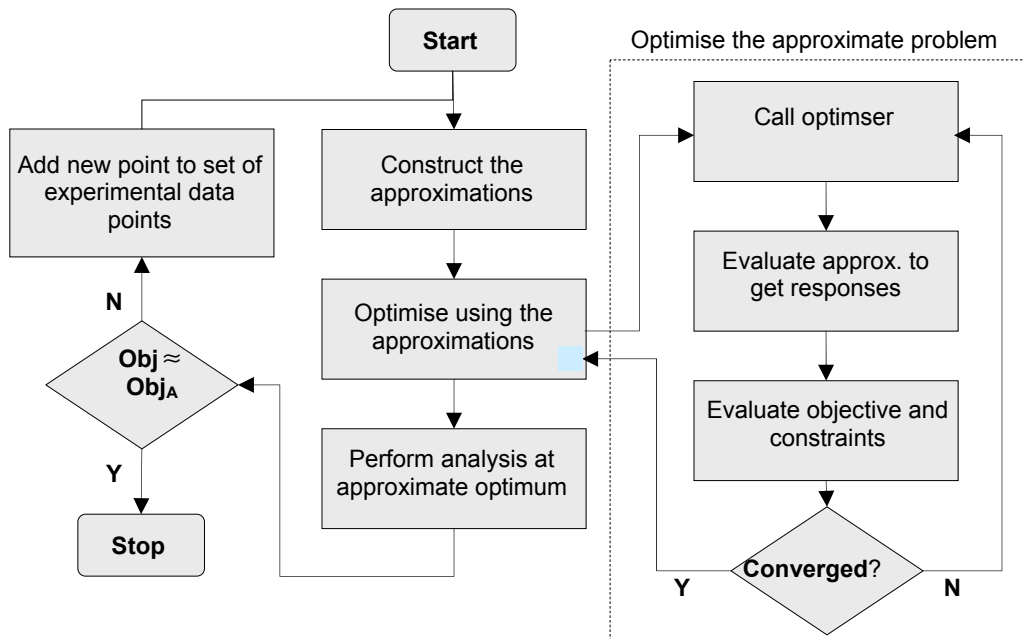 Start
Optimise the approximate problem
Add new point to set of
experimental data
points
Construct the
approximations
Call optimser
Optimise using the
approximations
Evaluate approx. to
get responses
N
Obj ≈
ObjA
Y
Stop
Perform analysis at
approximate optimum
Evaluate objective and
constraints
Converged?
Y
N